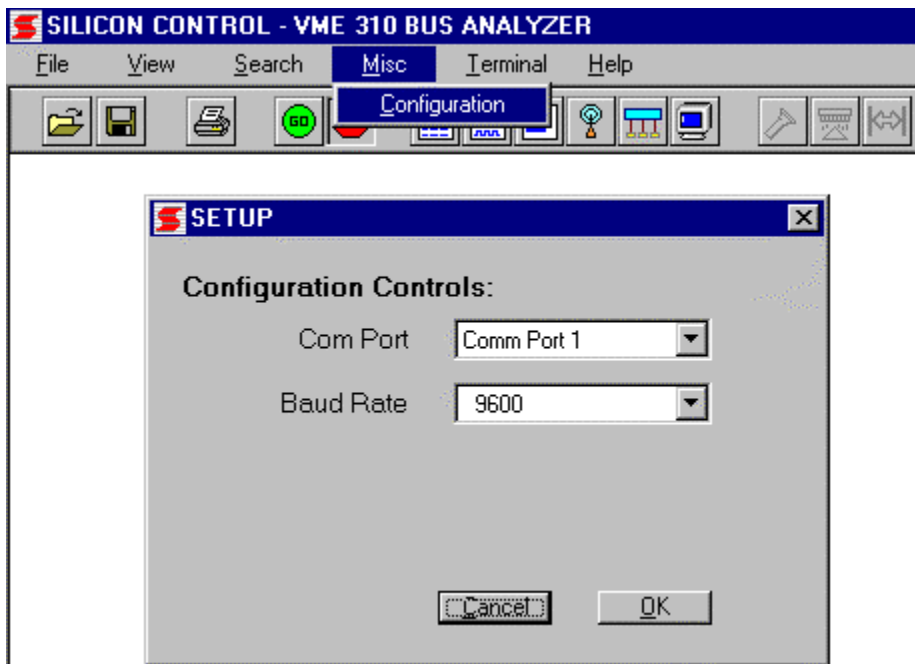 SILICON CONTROL - VME 310 BUS ANALYZER
File View Search Misc Terminal Help
Configuration
GO
SETUP
Configuration Controls:
Com Port Comm Port 1
Baud Rate 9600
Cancel OK